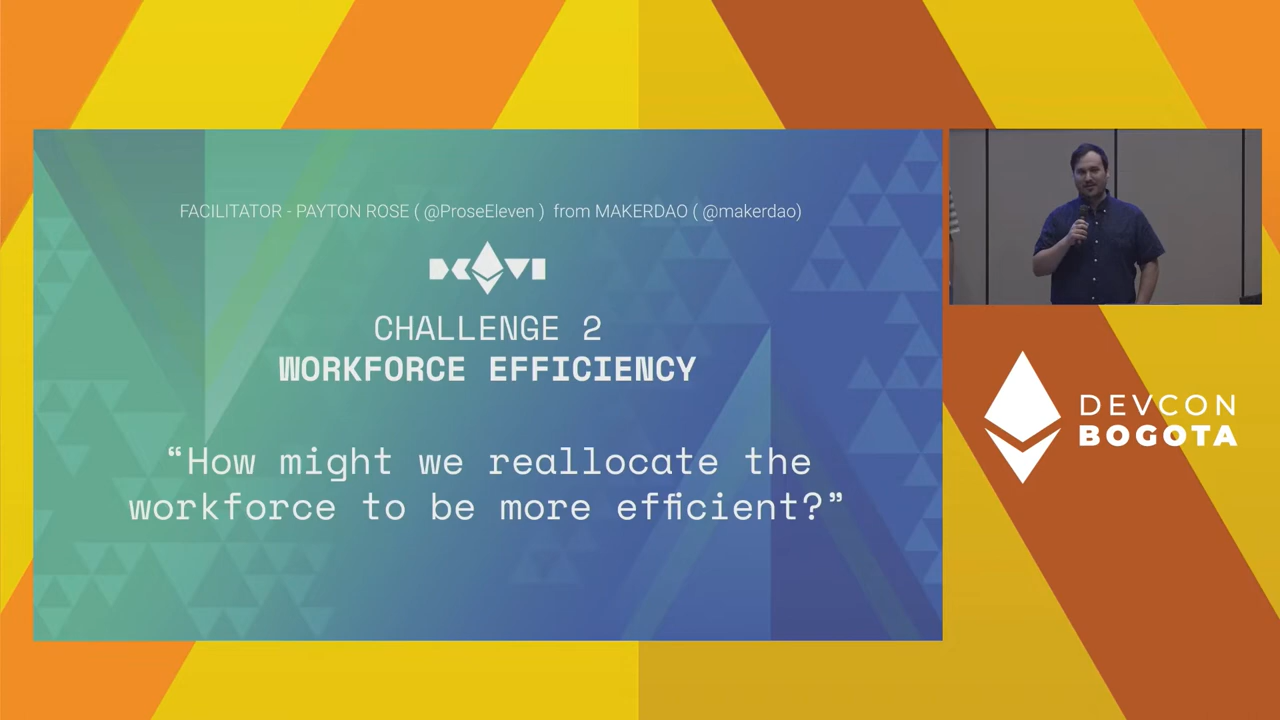 FACILITATOR - PAYTON ROSE ( @ProseEleven )  from MAKERDAO ( @makerdao)
CHALLENGE 2
WORKFORCE EFFICIENCY
“How might we reallocate the
workforce to be more efficient?”
DEVCON
BOGOTA